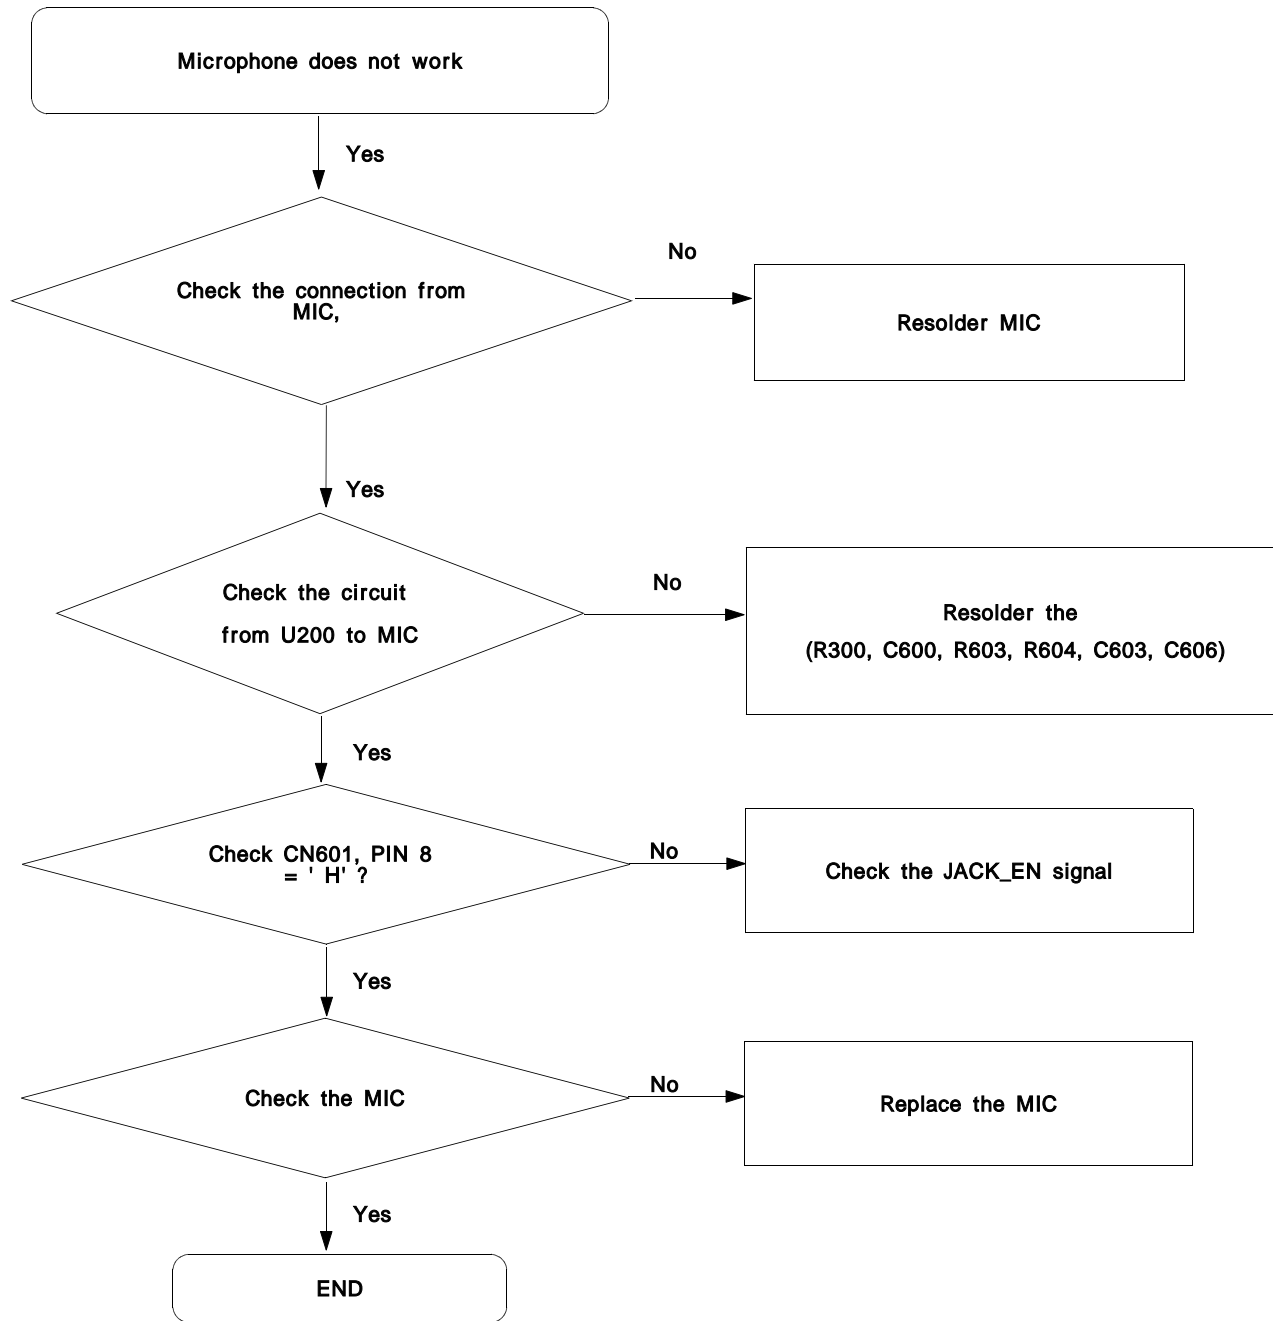 Microphone does not work
Yes
Check the connection from
MIC,
No
Resolder MIC
Yes
Check the circuit
from U200 to MIC
No
Resolder the
(R300, C600, R603, R604, C603, C606)
Yes
Check CN601, PIN 8
= ' H' ?
No
Check the JACK_EN signal
Yes
Check the MIC
No
Replace the MIC
Yes
END